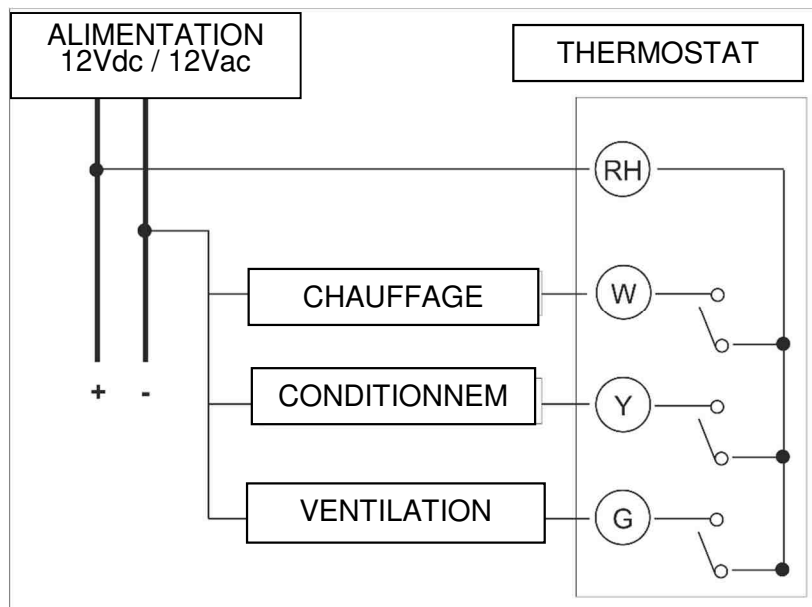 ALIMENTATION
12Vdc / 12Vac
THERMOSTAT
RH
CHAUFFAGE
W
+ -
CONDITIONNEM
Y
VENTILATION
G